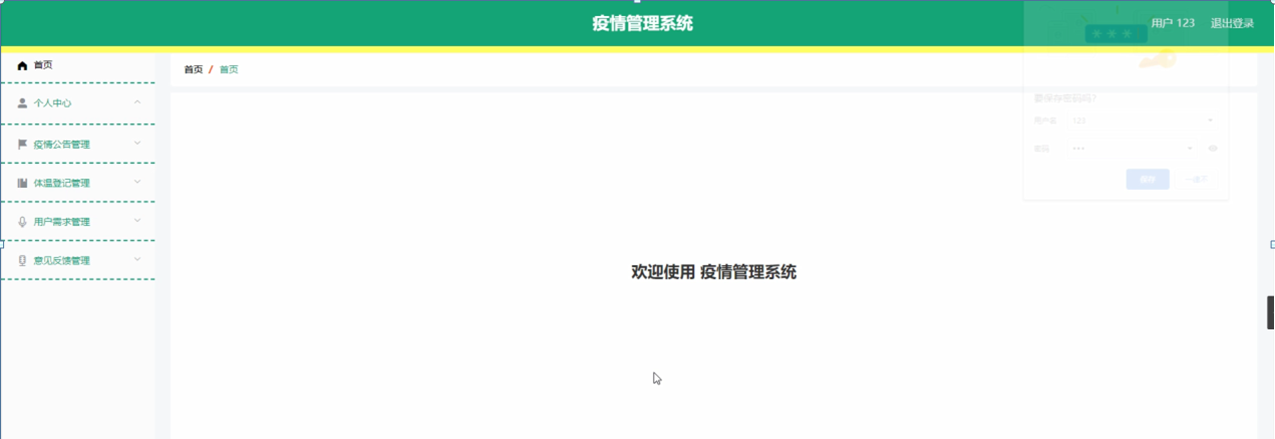 疫情管理系统
用户 123
退出登录
首页
个人中心
疫情公告管理
体温登记管理
用户需求管理
意见反馈管理
首页 / 首页
要保存密码吗?
用户名 123
密码
保存
欢迎使用 疫情管理系统